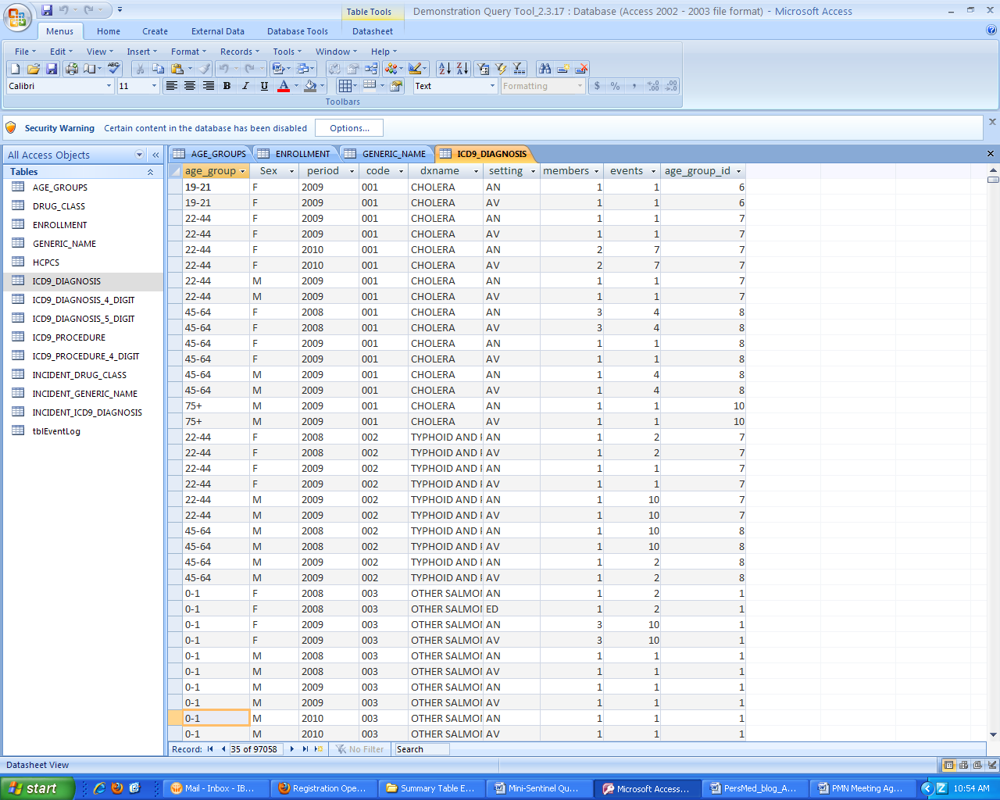 Table Tools
Demonstration Query Tool_2.3.17 : Database (Access 2002 - 2003 file format) - Microsoft Access
Menus Home Create External Data Database Tools Datasheet
File Edit View Insert Format Records Tools Window Help
Calibri 11 B I U A Text Formatting $ % ,
Toolbars
Security Warning Certain content in the database has been disabled Options...
All Access Objects «
Tables
AGE_GROUPS
DRUG_CLASS
ENROLLMENT
GENERIC_NAME
HCPCS
ICD9_DIAGNOSIS
ICD9_DIAGNOSIS_4_DIGIT
ICD9_DIAGNOSIS_5_DIGIT
ICD9_PROCEDURE
ICD9_PROCEDURE_4_DIGIT
INCIDENT_DRUG_CLASS
INCIDENT_GENERIC_NAME
INCIDENT_ICD9_DIAGNOSIS
tblEventLog
AGE_GROUPS ENROLLMENT GENERIC_NAME ICD9_DIAGNOSIS
age_group Sex period code dxname setting members events age_group_id
19-21 F 2009 001 CHOLERA AN 1 1 6
19-21 F 2009 001 CHOLERA AV 1 1 6
22-44 F 2009 001 CHOLERA AN 1 1 7
22-44 F 2009 001 CHOLERA AV 1 1 7
22-44 F 2010 001 CHOLERA AN 2 7 7
22-44 F 2010 001 CHOLERA AV 2 7 7
22-44 M 2009 001 CHOLERA AN 1 1 7
22-44 M 2009 001 CHOLERA AV 1 1 7
45-64 F 2008 001 CHOLERA AN 3 4 8
45-64 F 2008 001 CHOLERA AV 3 4 8
45-64 F 2009 001 CHOLERA AN 1 1 8
45-64 F 2009 001 CHOLERA AV 1 1 8
45-64 M 2009 001 CHOLERA AN 1 4 8
45-64 M 2009 001 CHOLERA AV 1 4 8
75+ M 2009 001 CHOLERA AN 1 1 10
75+ M 2009 001 CHOLERA AV 1 1 10
22-44 F 2008 002 TYPHOID AND AN 1 2 7
22-44 F 2008 002 TYPHOID AND AV 1 2 7
22-44 F 2009 002 TYPHOID AND AN 1 1 7
22-44 F 2009 002 TYPHOID AND AV 1 1 7
22-44 M 2009 002 TYPHOID AND AN 1 10 7
22-44 M 2009 002 TYPHOID AND AV 1 10 7
45-64 M 2008 002 TYPHOID AND AN 1 10 8
45-64 M 2008 002 TYPHOID AND AV 1 10 8
45-64 M 2009 002 TYPHOID AND AN 1 2 8
45-64 M 2009 002 TYPHOID AND AV 1 2 8
0-1 F 2008 003 OTHER SALMON AN 1 2 1
0-1 F 2008 003 OTHER SALMON ED 1 2 1
0-1 F 2009 003 OTHER SALMON AN 3 10 1
0-1 F 2009 003 OTHER SALMON AV 3 10 1
0-1 M 2008 003 OTHER SALMON AN 1 1 1
0-1 M 2008 003 OTHER SALMON AV 1 1 1
0-1 M 2009 003 OTHER SALMON AN 1 1 1
0-1 M 2009 003 OTHER SALMON AV 1 1 1
0-1 M 2010 003 OTHER SALMON AN 1 1 1
0-1 M 2010 003 OTHER SALMON AV 1 1 1
Record: 35 of 97058 No Filter Search
Datasheet View
start Mail - Inbox - IB... Registration Ope... Summary Table E... Mini-Sentinel Qu... Microsoft Access... PersMed_blog_A... PMN Meeting Ag... 10:54 AM